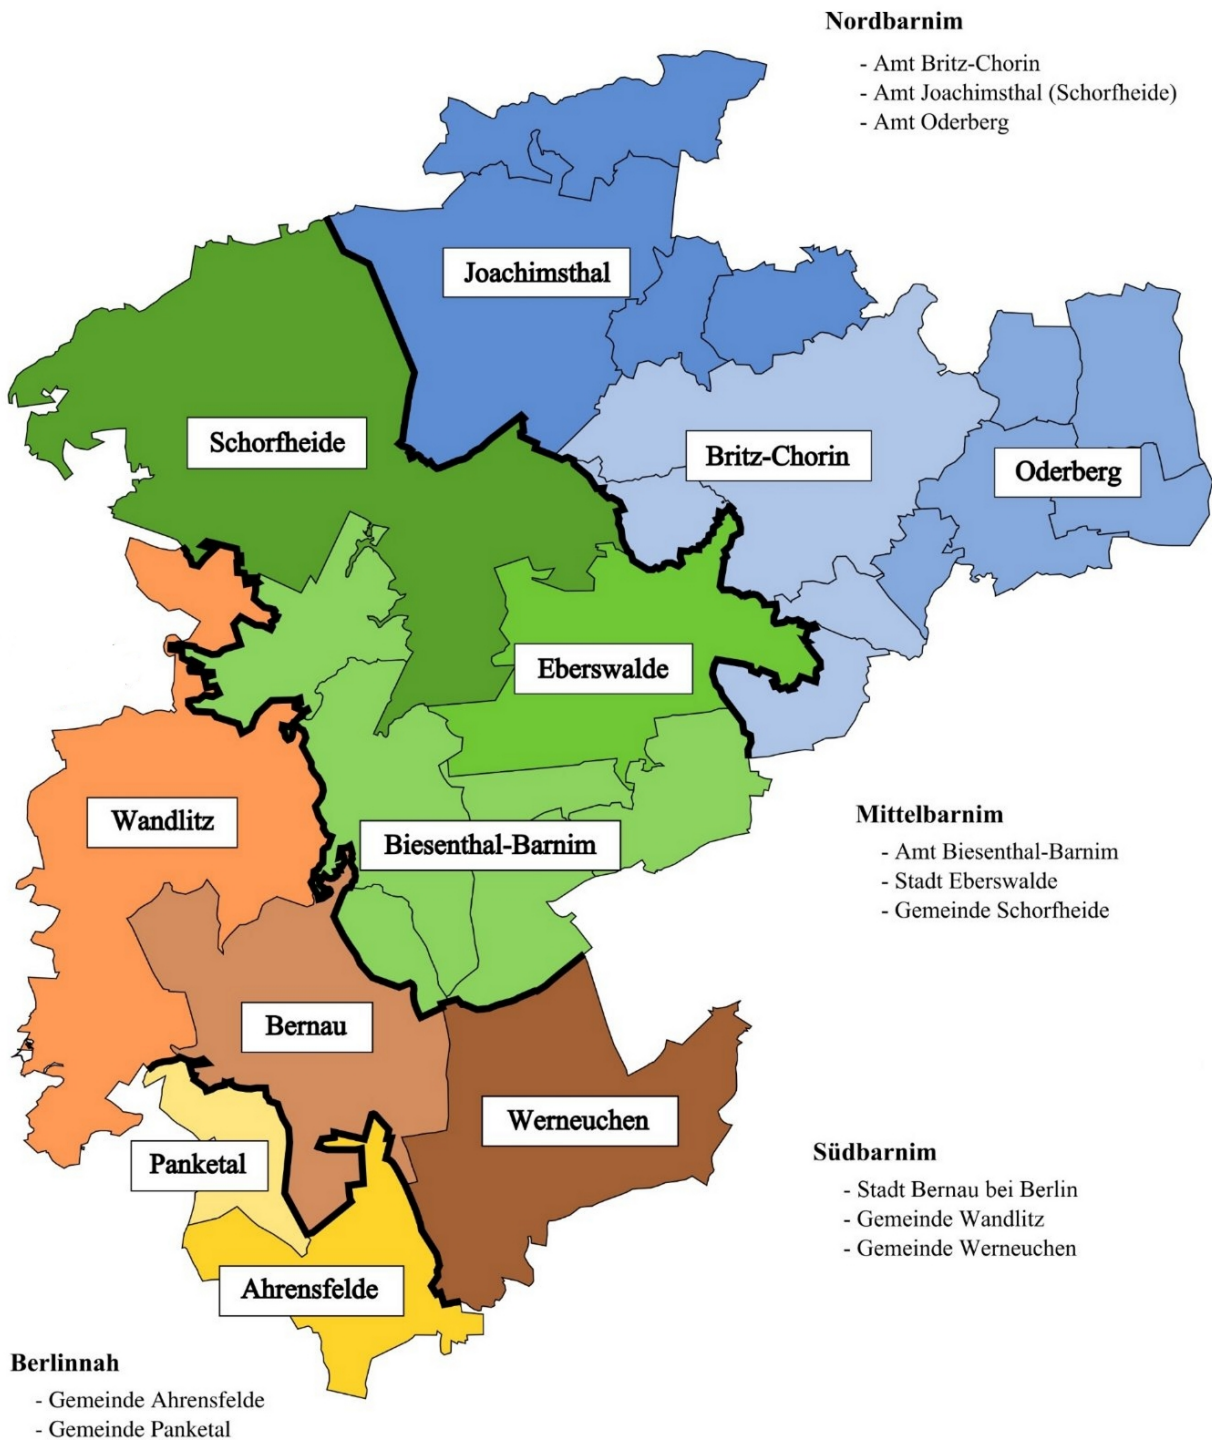 Nordbarnim
- Amt Britz-Chorin
- Amt Joachimsthal (Schorfheide)
- Amt Oderberg
Joachimsthal
Schorfheide
Britz-Chorin
Oderberg
Eberswalde
Wandlitz
Biesenthal-Barnim
Mittelbarnim
- Amt Biesenthal-Barnim
- Stadt Eberswalde
- Gemeinde Schorfheide
Bernau
Werneuchen
Panketal
Südbarnim
- Stadt Bernau bei Berlin
- Gemeinde Wandlitz
- Gemeinde Werneuchen
Ahrensfelde
Berlinnah
- Gemeinde Ahrensfelde
- Gemeinde Panketal